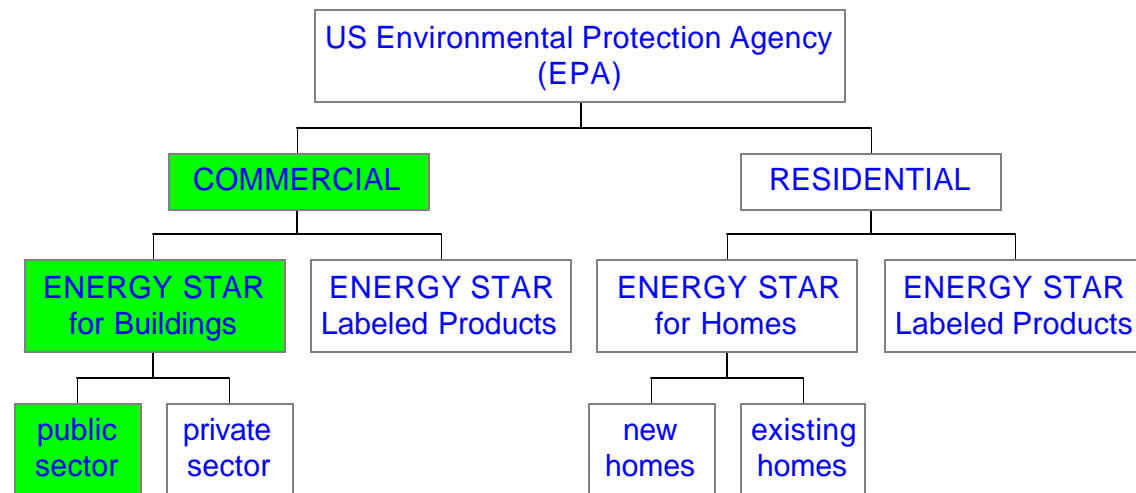 US Environmental Protection Agency
(EPA)
COMMERCIAL
RESIDENTIAL
ENERGY STAR
for Buildings
ENERGY STAR
Labeled Products
ENERGY STAR
for Homes
ENERGY STAR
Labeled Products
public
sector
private
sector
new
homes
existing
homes